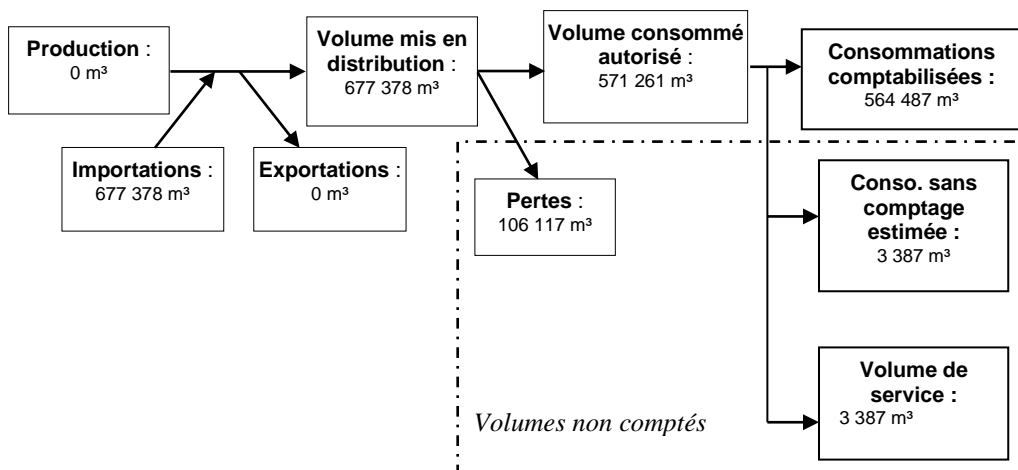 Production :
0 m³
Volume mis en
distribution :
677 378 m³
Volume consommé
autorisé :
571 261 m³
Consommations
comptabilisées :
564 487 m³
Importations :
677 378 m³
Exportations :
0 m³
Pertes :
106 117 m³
Conso. sans
comptage
estimée :
3 387 m³
Volume de
service :
3 387 m³
Volumes non comptés